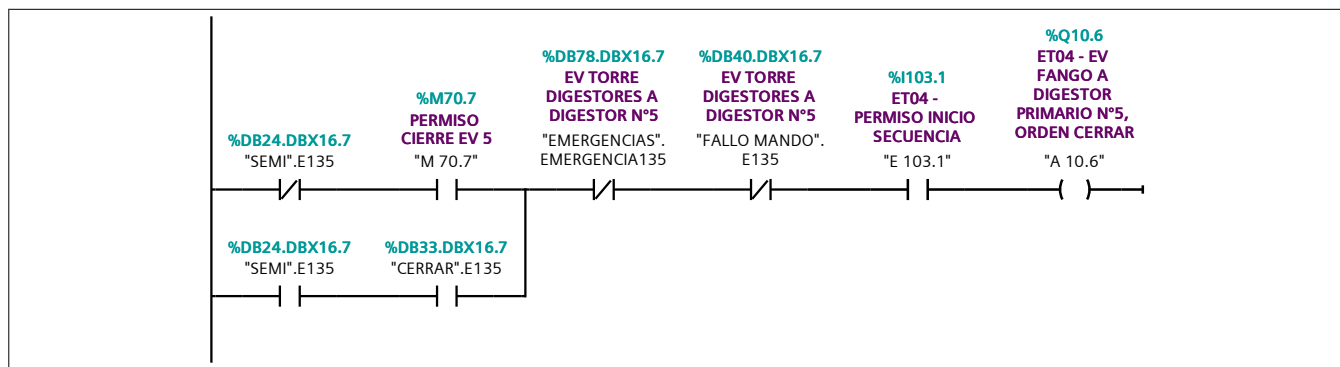 %DB24.DBX16.7
"SEMI".E135
%M70.7
PERMISO
CIERRE EV 5
"M 70.7"
%DB78.DBX16.7
EV TORRE
DIGESTORES A
DIGESTOR Nº5
"EMERGENCIAS".
EMERGENCIA135
%DB40.DBX16.7
EV TORRE
DIGESTORES A
DIGESTOR Nº5
"FALLO MANDO".
E135
%I103.1
ET04 -
PERMISO INICIO
SECUENCIA
"E 103.1"
%Q10.6
ET04 - EV
FANGO A
DIGESTOR
PRIMARIO Nº5,
ORDEN CERRAR
"A 10.6"
%DB24.DBX16.7
"SEMI".E135
%DB33.DBX16.7
"CERRAR".E135